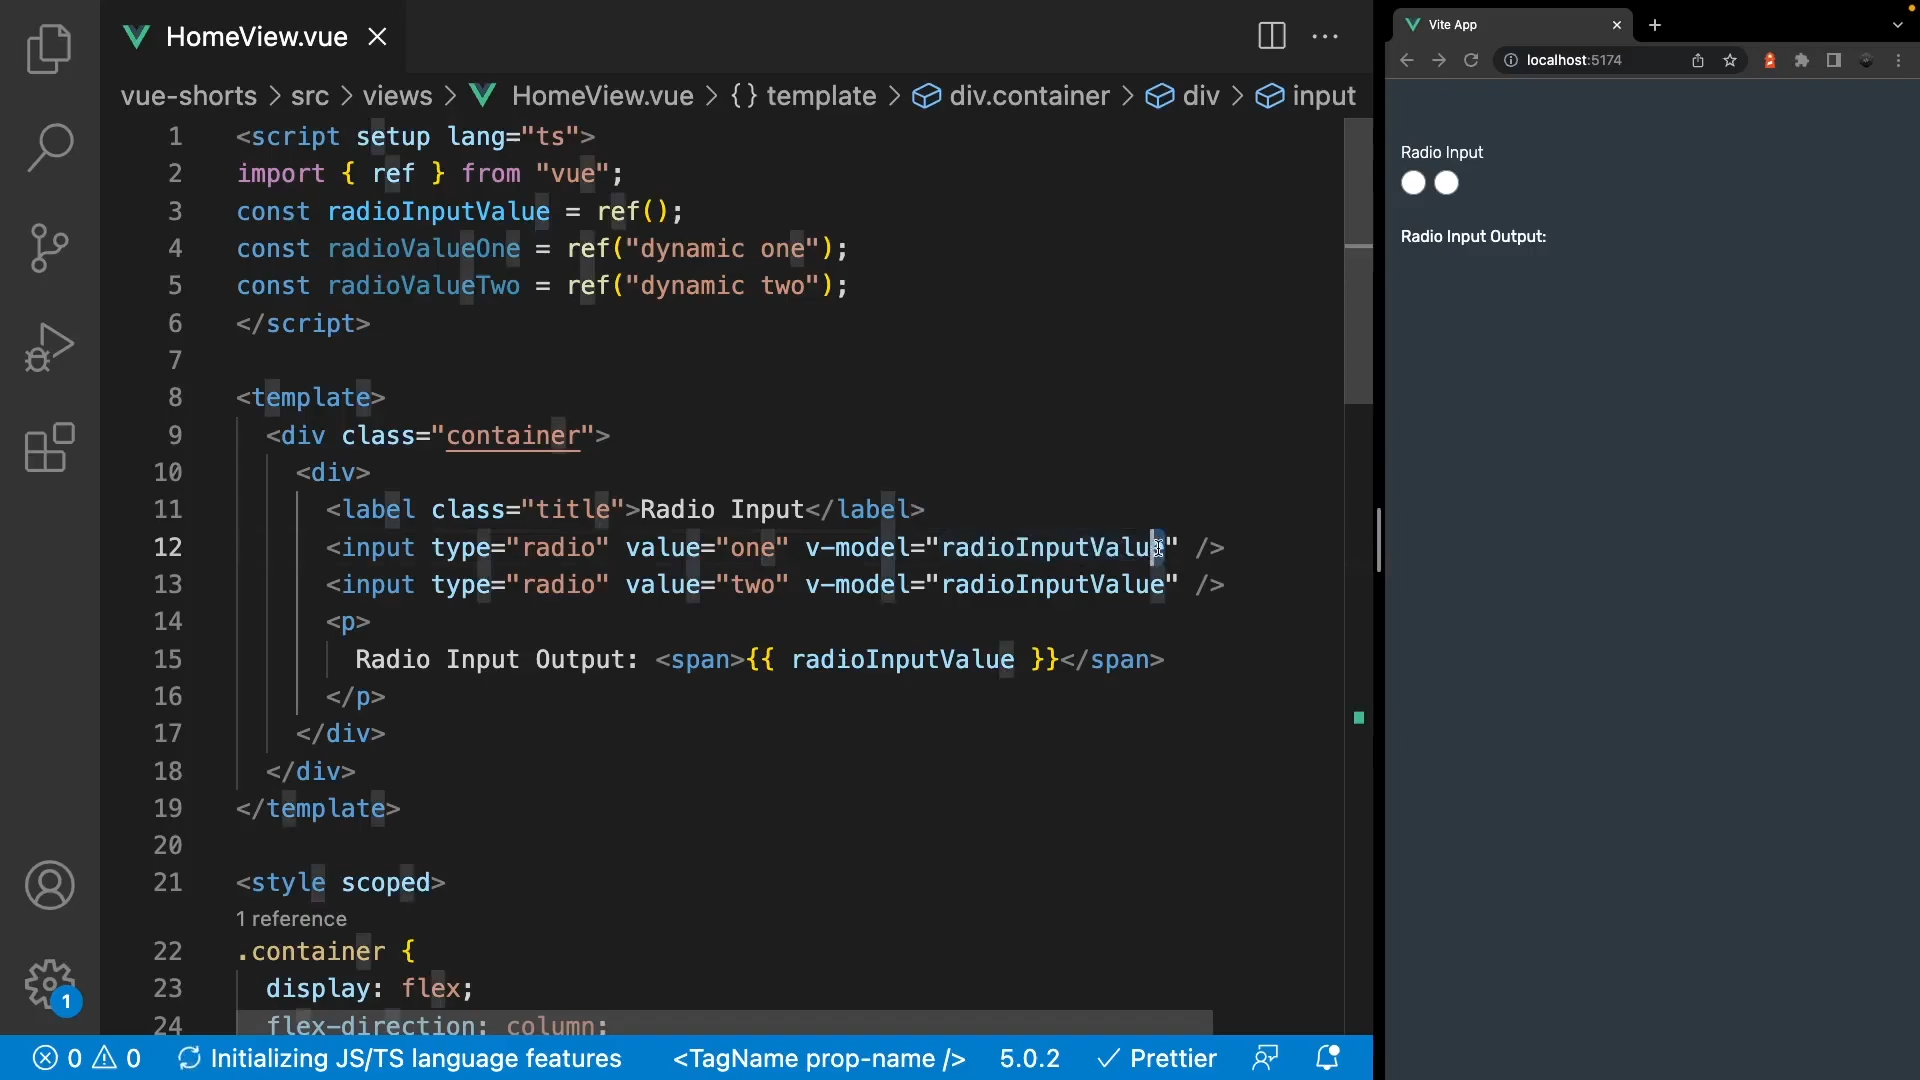 HomeView.vue
vue-shorts > src > views > HomeView.vue > {} template > div.container > div > input
1 <script setup lang="ts">
2 import { ref } from "vue";
3 const radioInputValue = ref();
4 const radioValueOne = ref("dynamic one");
5 const radioValueTwo = ref("dynamic two");
6 </script>
7
8 <template>
9 <div class="container">
10 <div>
11 <label class="title">Radio Input</label>
12 <input type="radio" value="one" v-model="radioInputValue" />
13 <input type="radio" value="two" v-model="radioInputValue" />
14 <p>
15 Radio Input Output: <span>{{ radioInputValue }}</span>
16 </p>
17 </div>
18 </div>
19 </template>
20
21 <style scoped>
1 reference
22 .container {
23 display: flex;
24 flex-direction: column;
1
0 0 Initializing JS/TS language features <TagName prop-name /> 5.0.2 Prettier
Vite App
localhost:5174
Radio Input
Radio Input Output: